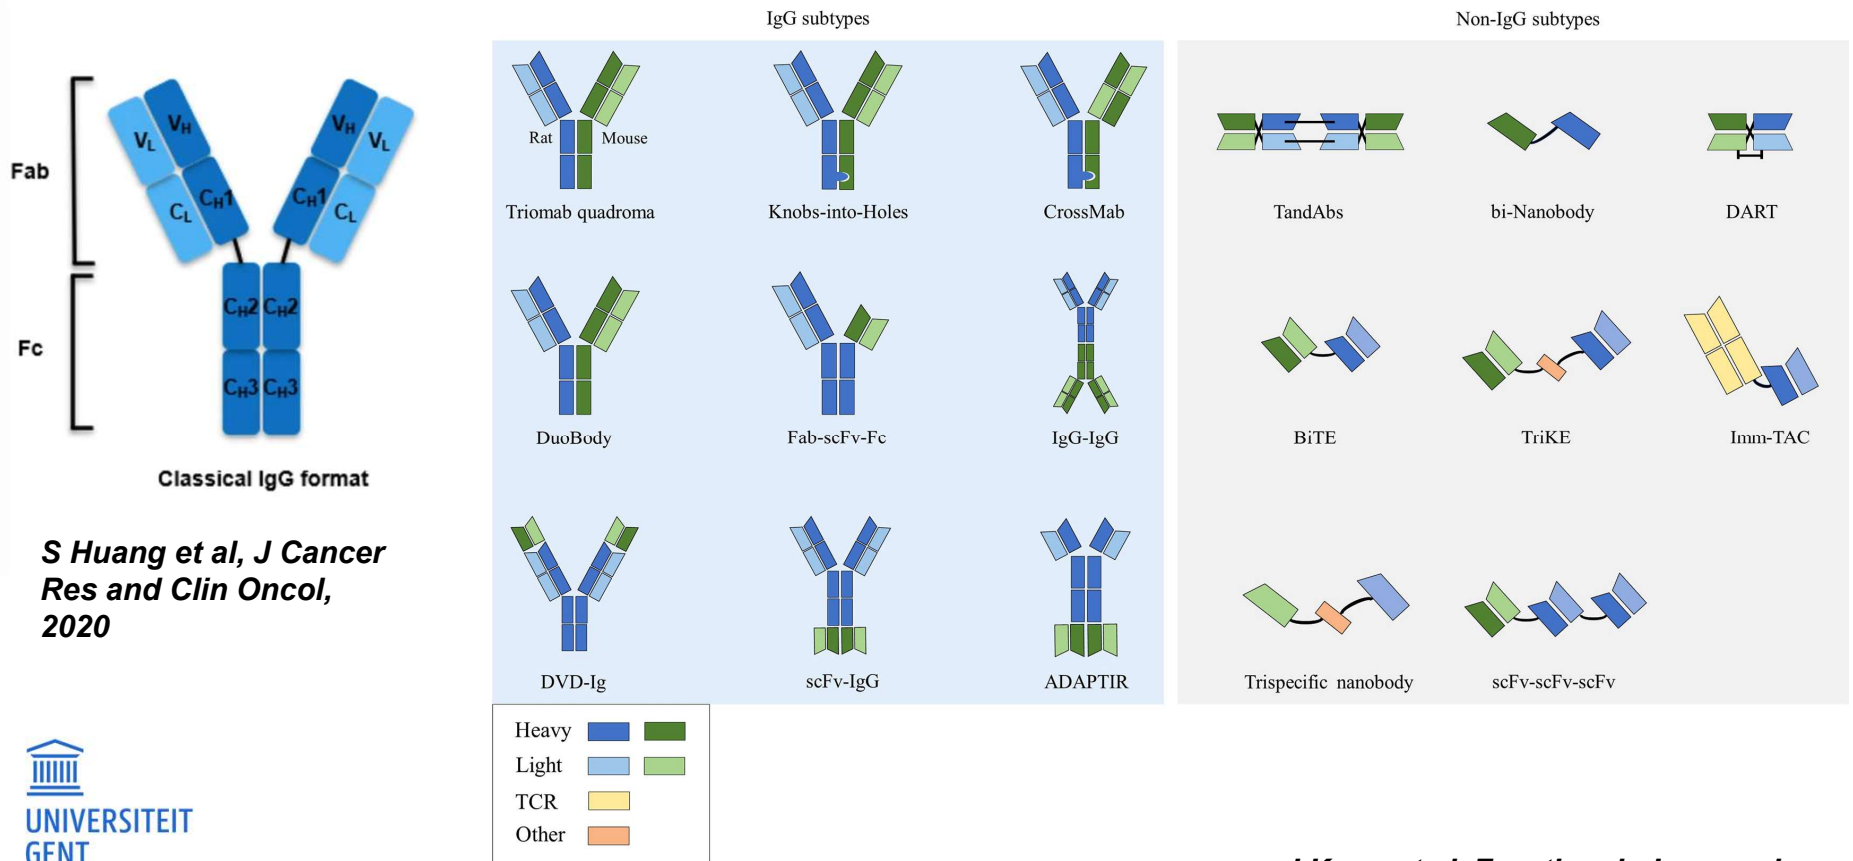 IgG subtypes
Non-IgG subtypes
Fab
Fc
VL
VH
VH
VL
CL
CH1
CH1
CL
CH2
CH2
CH3
CH3
Classical IgG format
S Huang et al, J Cancer
Res and Clin Oncol,
2020
Rat
Mouse
Triomab quadroma
Knobs-into-Holes
CrossMab
TandAbs
bi-Nanobody
DART
DuoBody
Fab-scFv-Fc
IgG-IgG
BiTE
TriKE
Imm-TAC
DVD-Ig
scFv-IgG
ADAPTIR
Trispecific nanobody
scFv-scFv-scFv
Heavy
Light
TCR
Other
UNIVERSITEIT
GENT